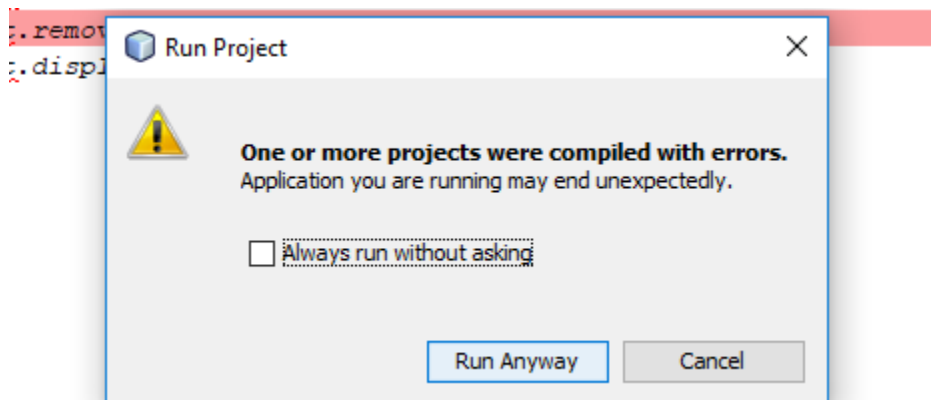 .remov
Run Project
.displ
One or more projects were compiled with errors.
Application you are running may end unexpectedly.
Always run without asking
Run Anyway
Cancel